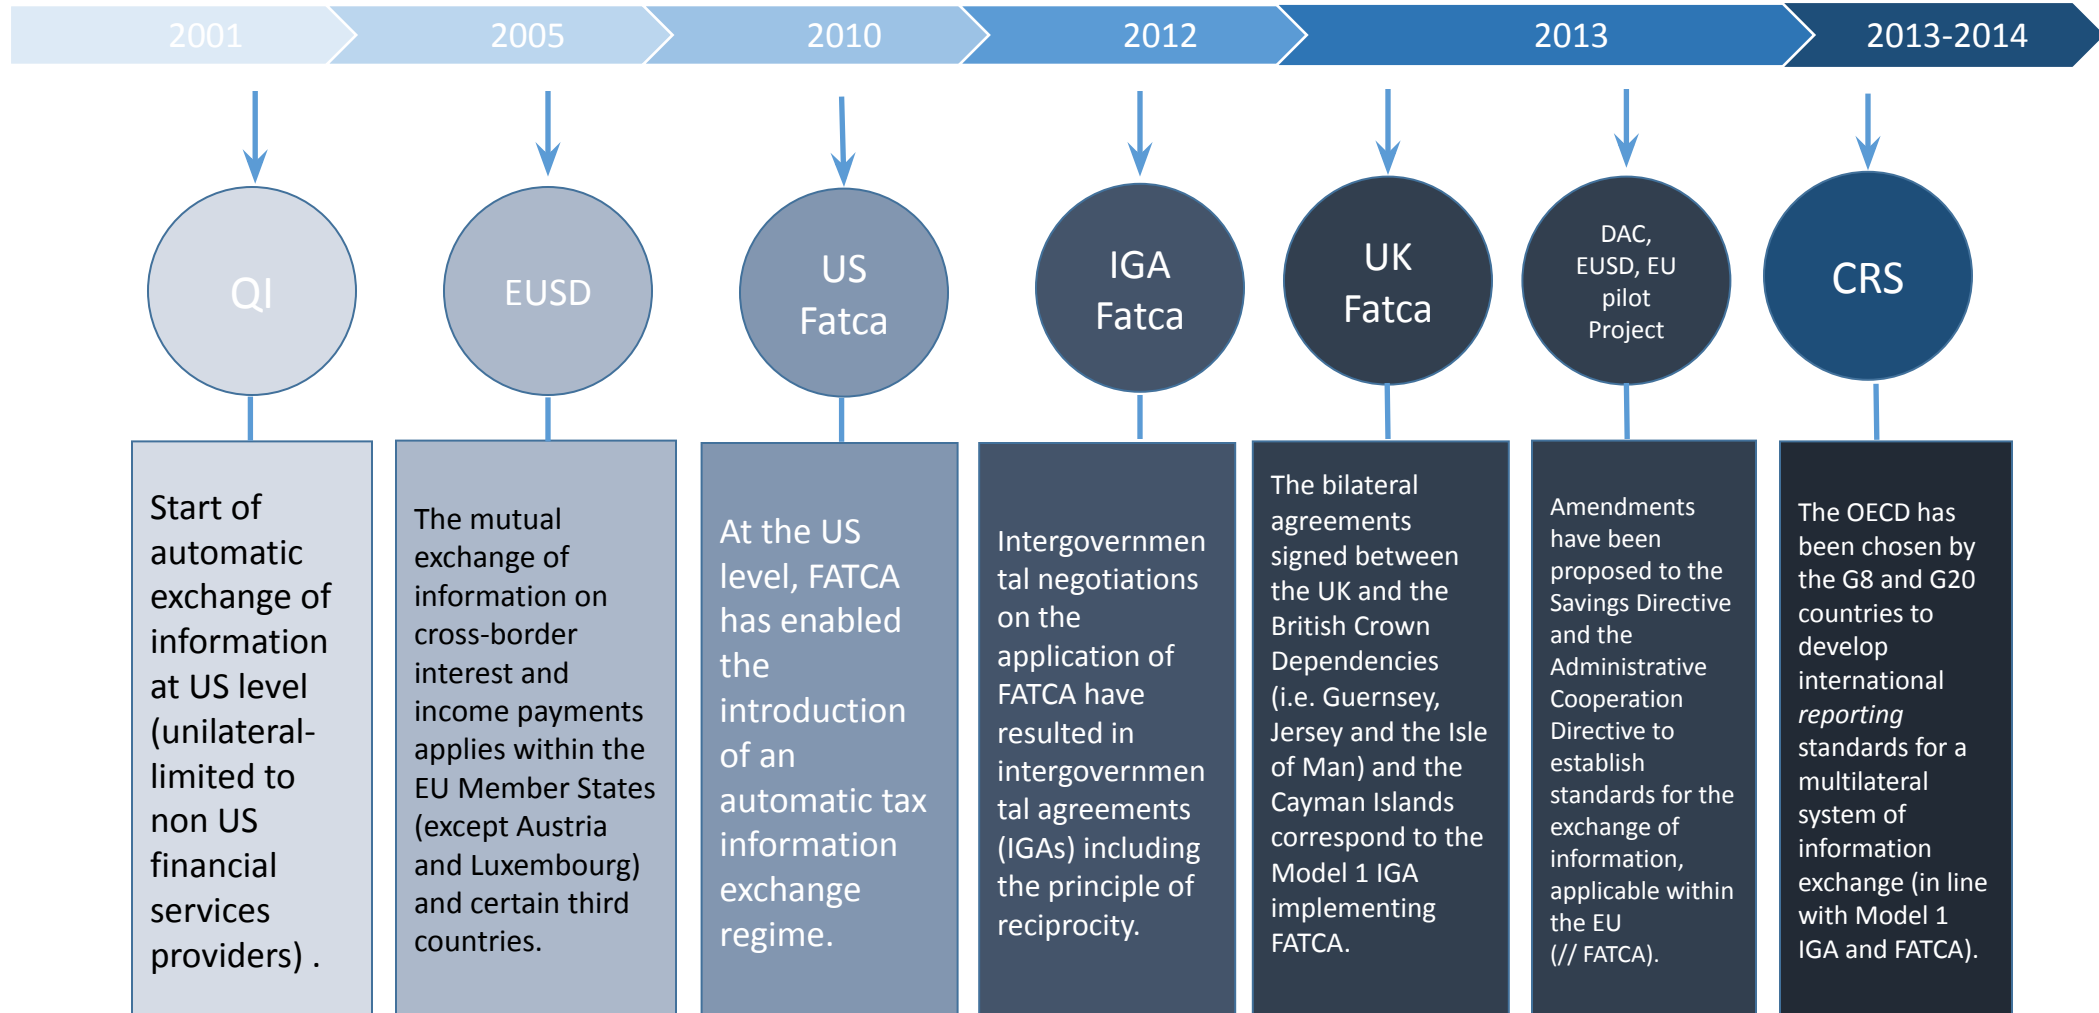 2001
2005
2010
2012
2013
2013-2014
QI
EUSD
US
Fatca
IGA
Fatca
UK
Fatca
DAC,
EUSD, EU
pilot
Project
CRS
Start of
automatic
exchange of
information
at US level
(unilateral-
limited to
non US
financial
services
providers) .
The mutual
exchange of
information on
cross-border
interest and
income payments
applies within the
EU Member States
(except Austria
and Luxembourg)
and certain third
countries.
At the US
level, FATCA
has enabled
the
introduction
of an
automatic tax
information
exchange
regime.
Intergovernmen
tal negotiations
on the
application of
FATCA have
resulted in
intergovernmen
tal agreements
(IGAs) including
the principle of
reciprocity.
The bilateral
agreements
signed between
the UK and the
British Crown
Dependencies
(i.e. Guernsey,
Jersey and the Isle
of Man) and the
Cayman Islands
correspond to the
Model 1 IGA
implementing
FATCA.
Amendments
have been
proposed to the
Savings Directive
and the
Administrative
Cooperation
Directive to
establish
standards for the
exchange of
information,
applicable within
the EU
(// FATCA).
The OECD has
been chosen by
the G8 and G20
countries to
develop
international
reporting
standards for a
multilateral
system of
information
exchange (in line
with Model 1
IGA and FATCA).